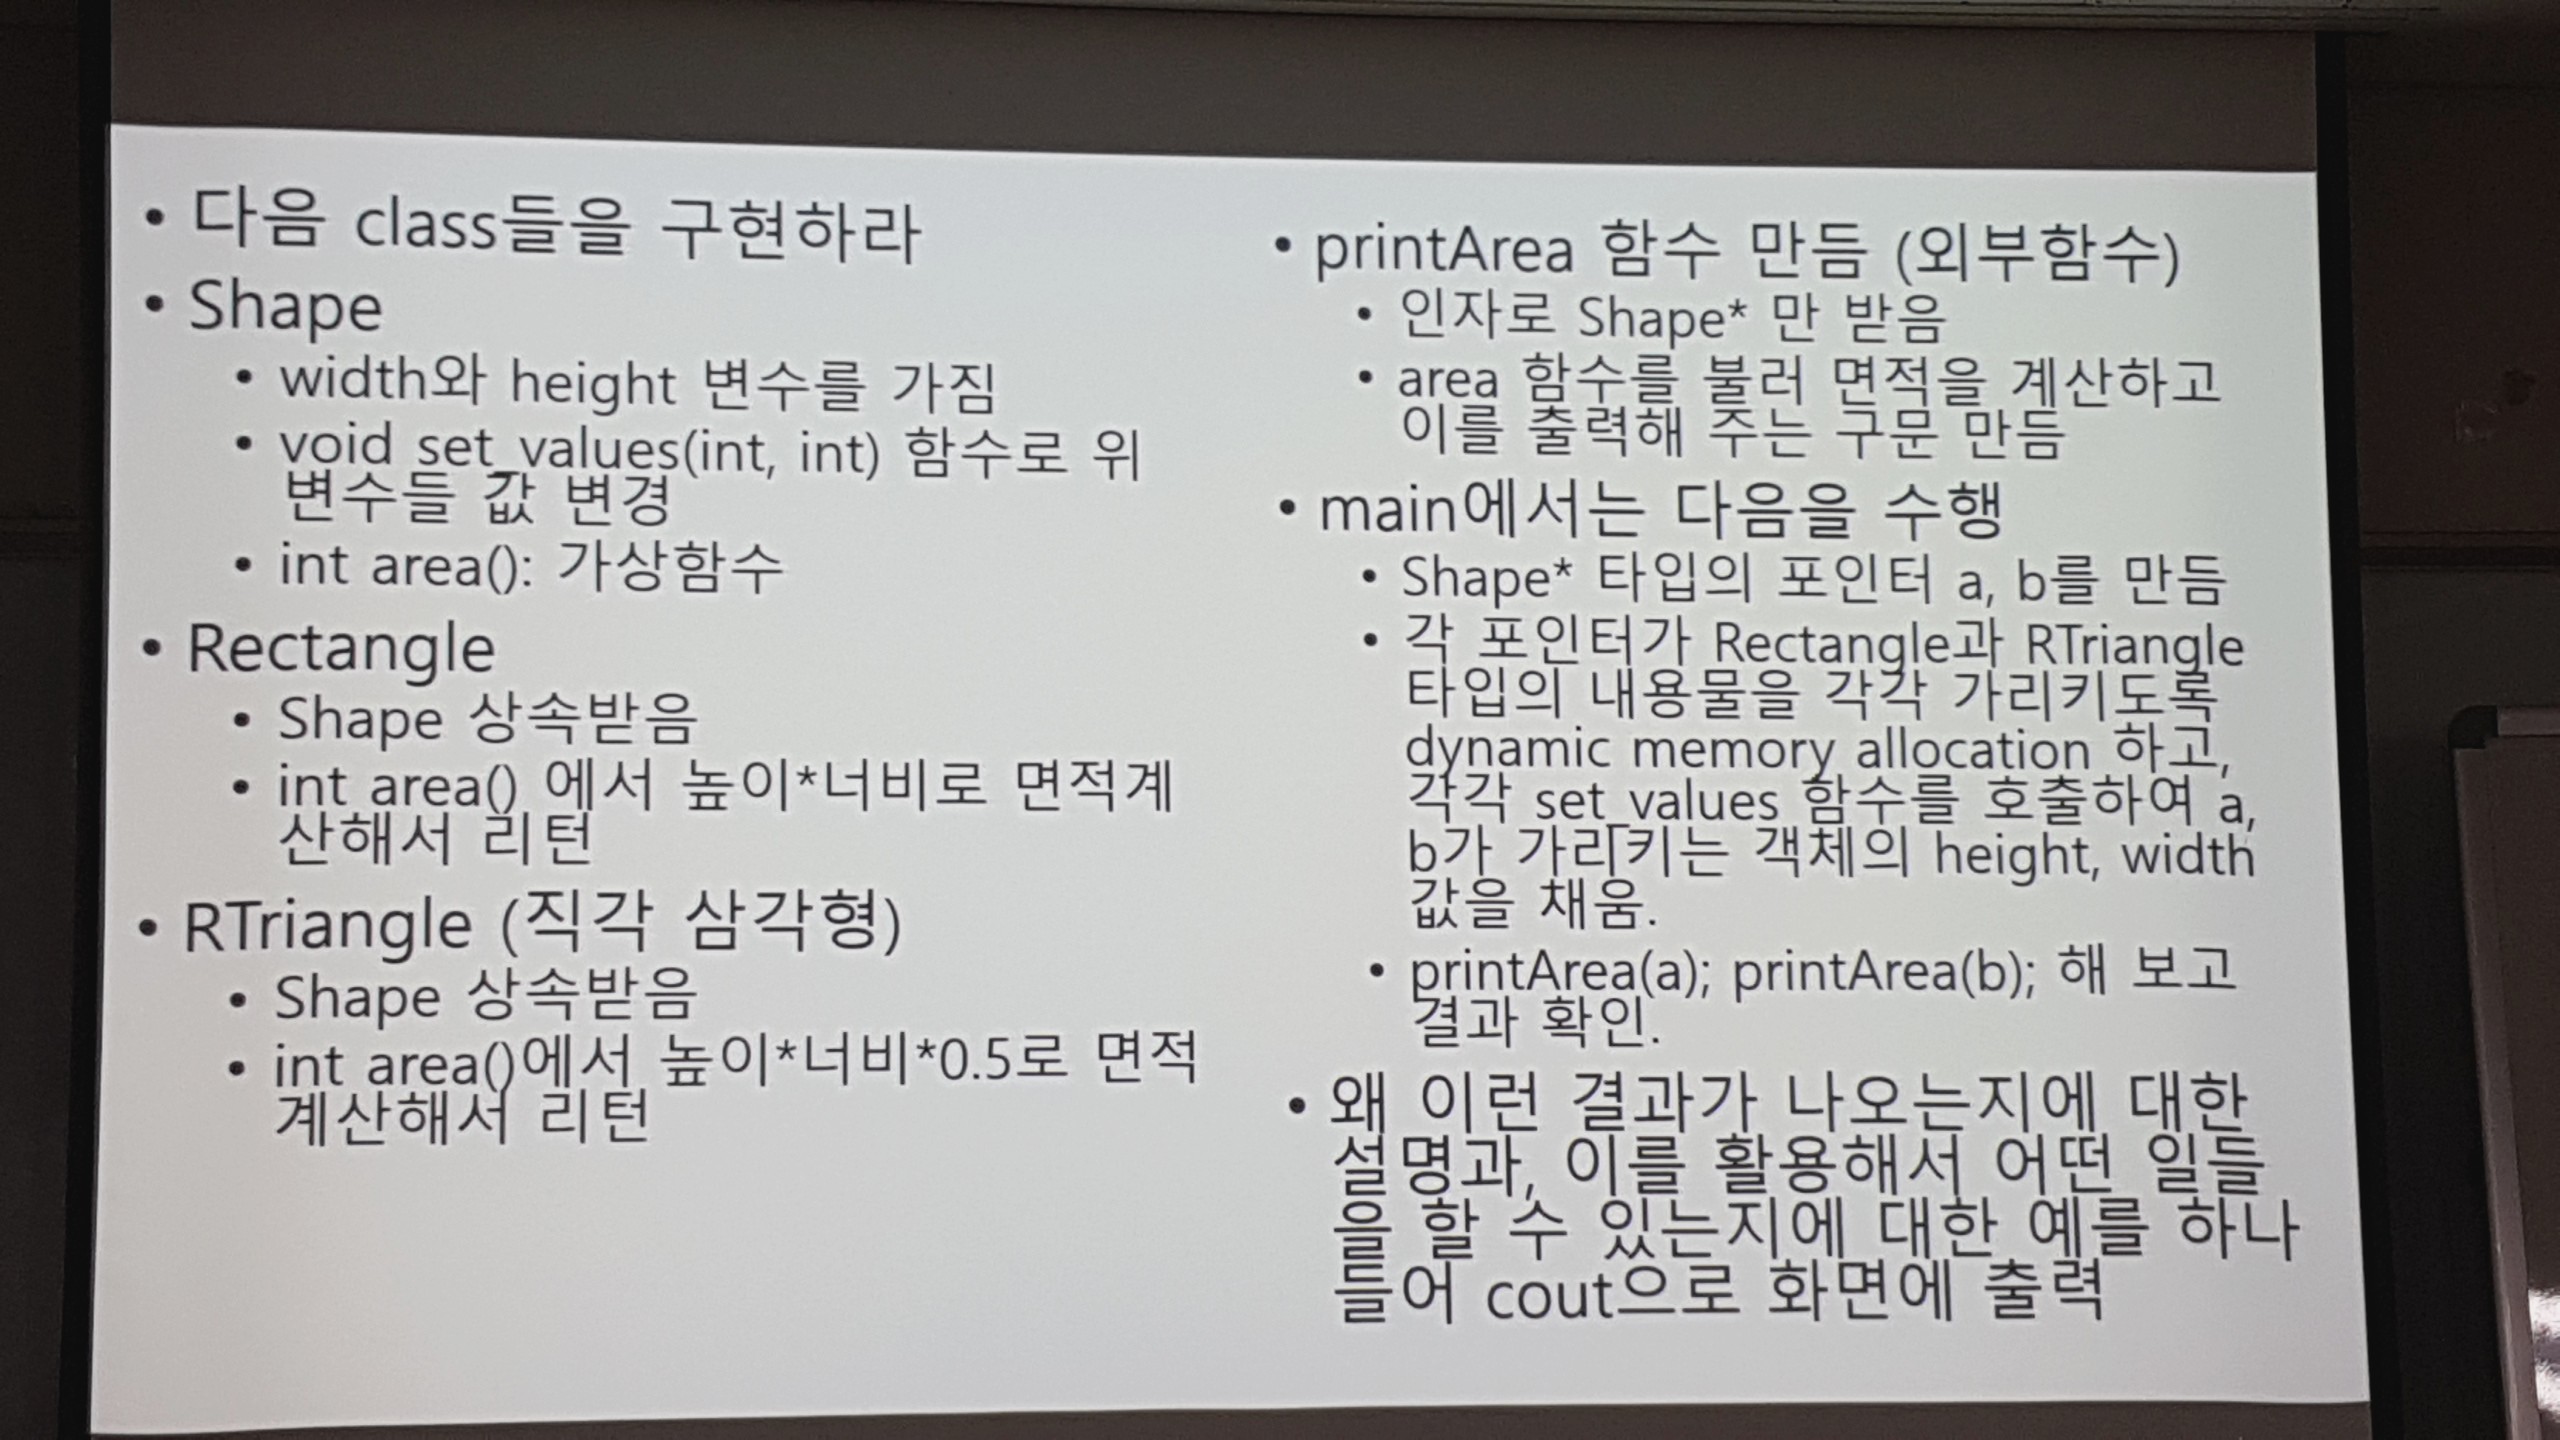 • 다음 class들을 구현하라
• Shape
• width와 height 변수를 가짐
• void set_values(int, int) 함수로 위
변수들 값 변경
• int area(): 가상함수
• Rectangle
• Shape 상속받음
• int area() 에서 높이*너비로 면적계
산해서 리턴
• RTriangle (직각 삼각형)
• Shape 상속받음
• int area()에서 높이*너비*0.5로 면적
계산해서 리턴
• printArea 함수 만듬 (외부함수)
• 인자로 Shape* 만 받음
• area 함수를 불러 면적을 계산하고
이를 출력해 주는 구문 만듬
• main에서는 다음을 수행
• Shape* 타입의 포인터 a, b를 만듬
• 각 포인터가 Rectangle과 RTriangle
타입의 내용물을 각각 가리키도록
dynamic memory allocation 하고,
각각 set_values 함수를 호출하여 a,
b가 가리키는 객체의 height, width
값을 채움.
• printArea(a); printArea(b); 해 보고
결과 확인.
• 왜 이런 결과가 나오는지에 대한
설명과, 이를 활용해서 어떤 일들
을 할 수 있는지에 대한 예를 하나
들어 cout으로 화면에 출력